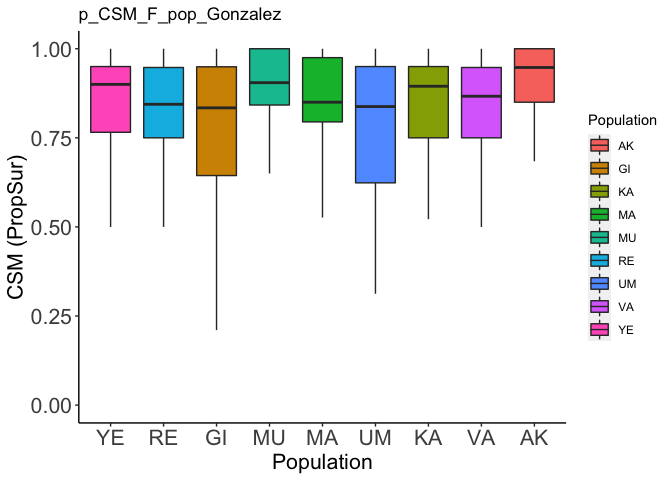 p_CSM_F_pop_Gonzalez
1.00
0.75
0.50
0.25
0.00
CSM (PropSur)
YE RE GI MU MA UM KA VA AK
Population
Population
AK
GI
KA
MA
MU
RE
UM
VA
YE